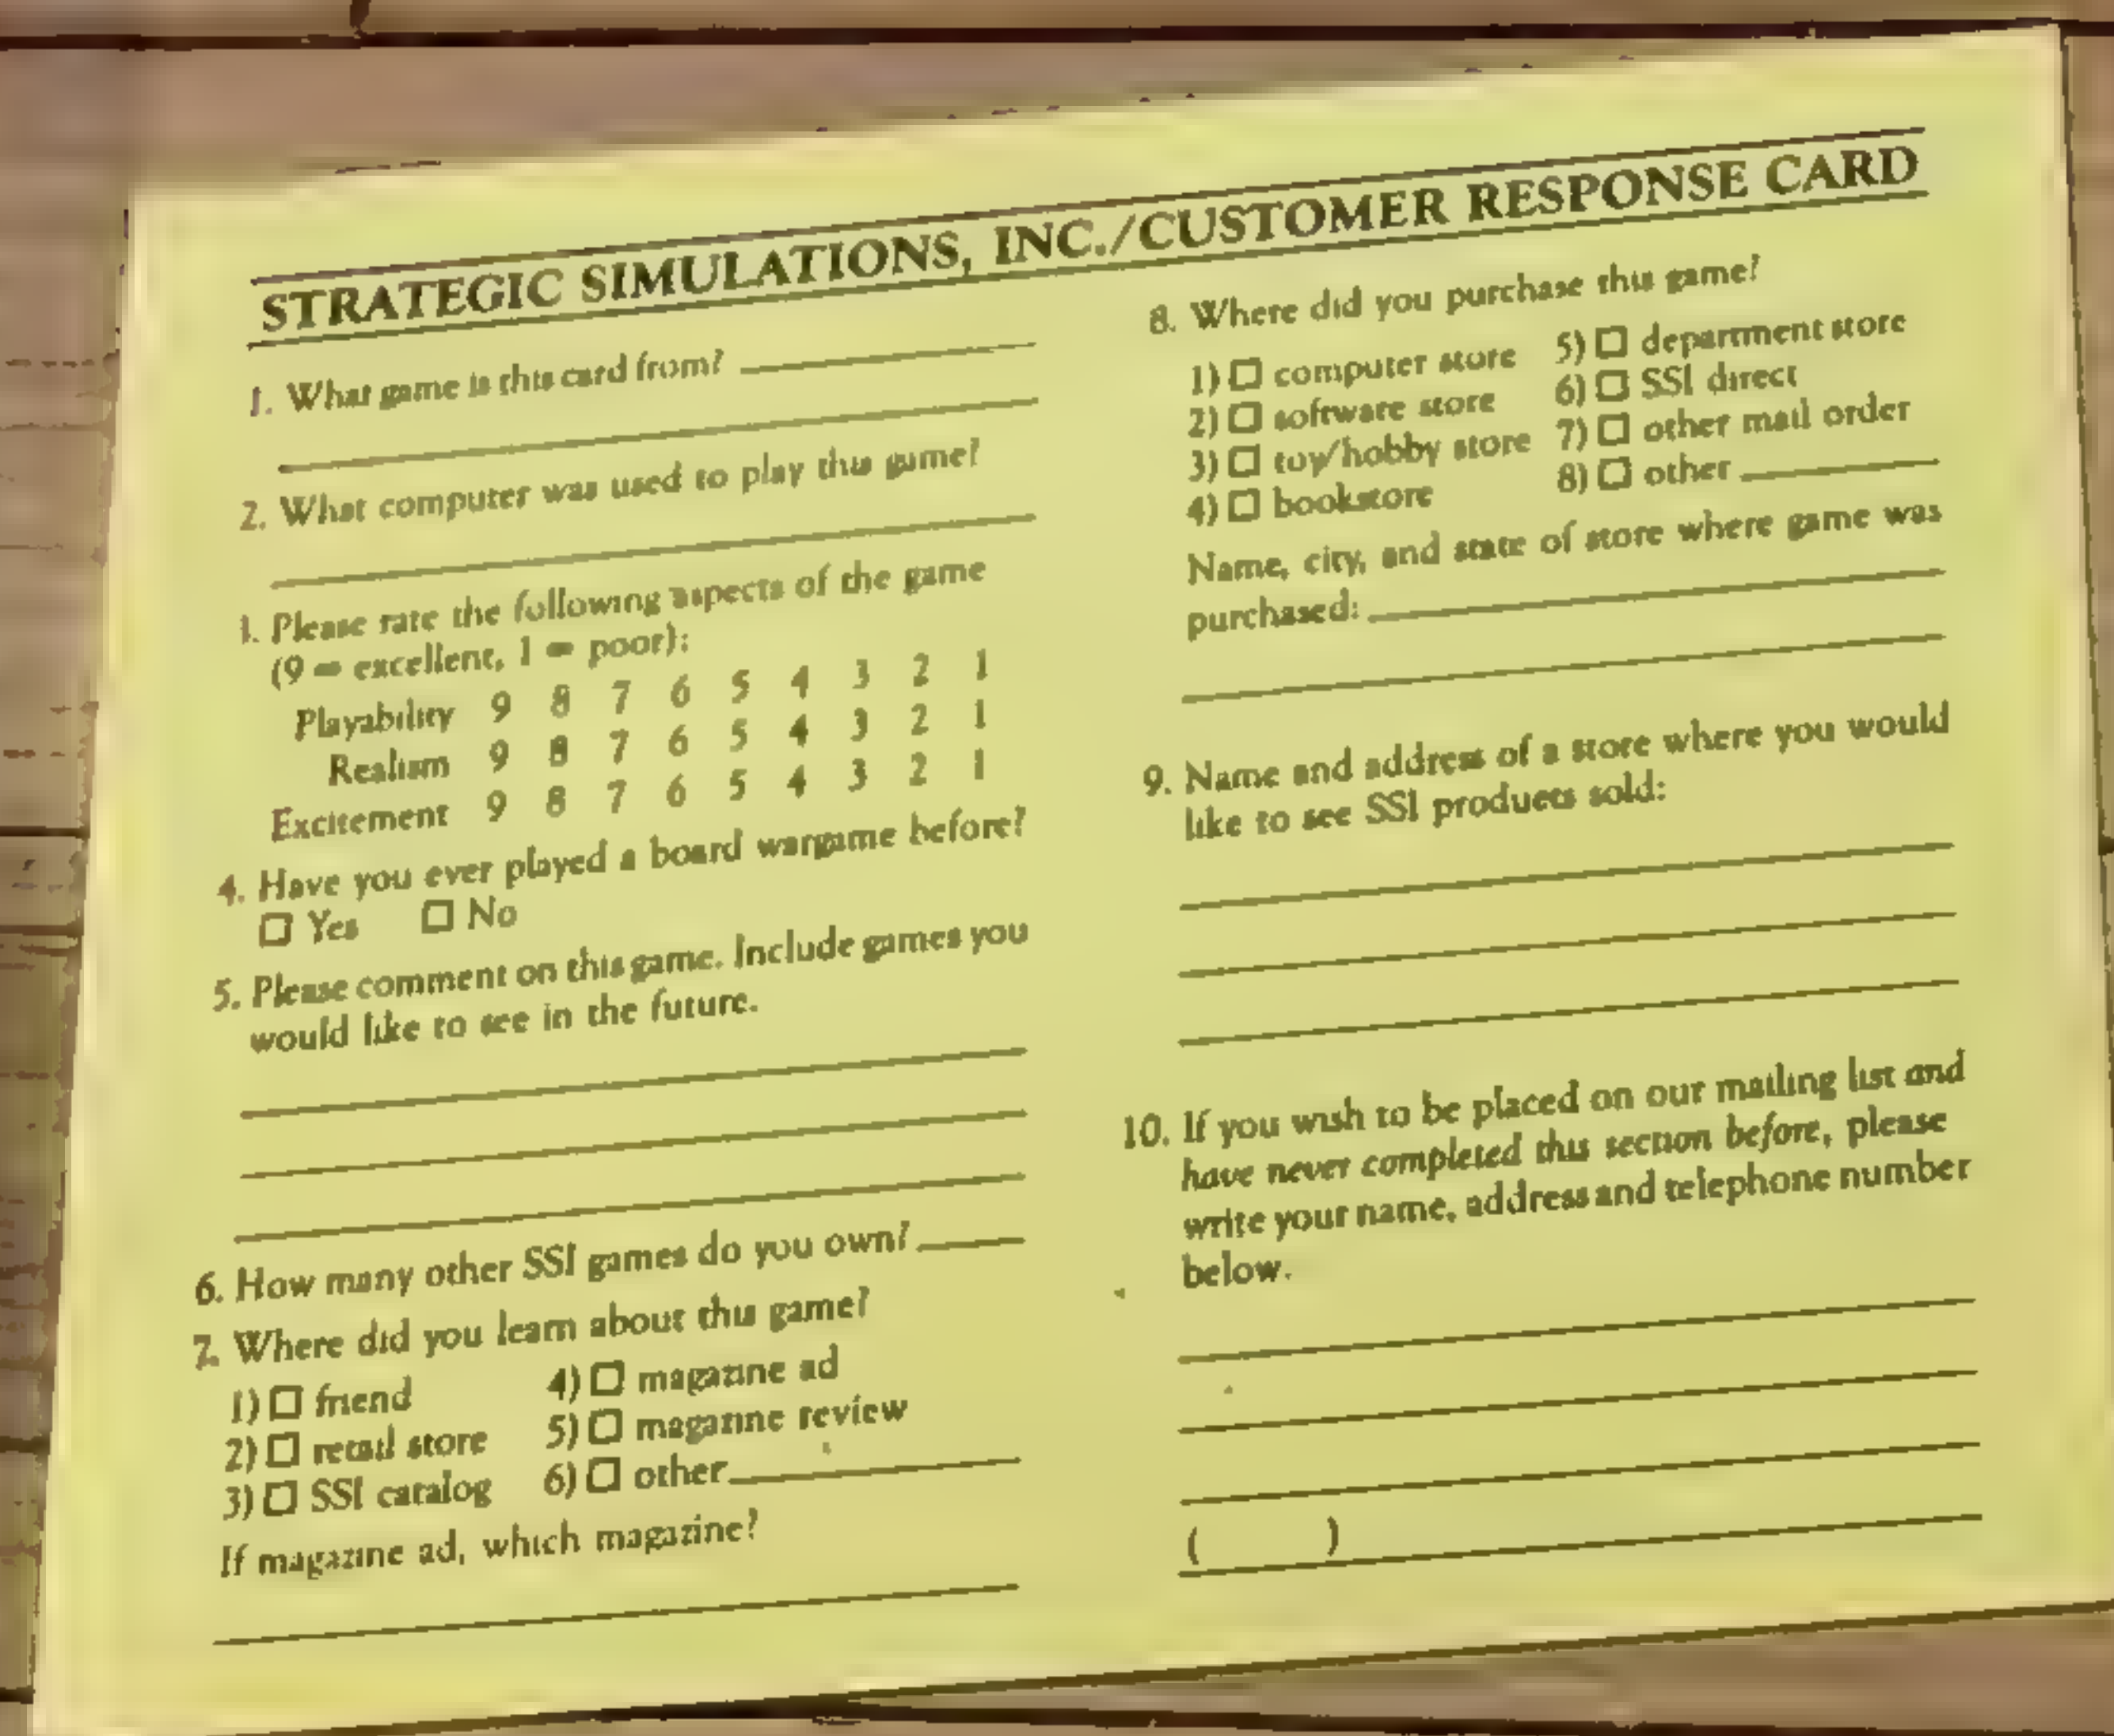 STRATEGIC SIMULATIONS, INC./CUSTOMER RESPONSE CARD
1. What game is this card from?
2. What computer was used to play this game?
3. Please rate the following aspects of the game
(9 = excellent, 1 = poor):
Playability 9 8 7 6 5 4 3 2 1
Realism 9 8 7 6 5 4 3 2 1
Excitement 9 8 7 6 5 4 3 2 1
4. Have you ever played a board wargame before?
☐ Yes ☐ No
5. Please comment on this game. Include games you
would like to see in the future.
6. How many other SSI games do you own?
7. Where did you learn about this game?
1) ☐ friend 4) ☐ magazine ad
2) ☐ retail store 5) ☐ magazine review
3) ☐ SSI catalog 6) ☐ other
If magazine ad, which magazine?
8. Where did you purchase this game?
1) ☐ computer store 5) ☐ department store
2) ☐ software store 6) ☐ SSI direct
3) ☐ toy/hobby store 7) ☐ other mail order
4) ☐ bookstore 8) ☐ other
Name, city, and state of store where game was
purchased:
9. Name and address of a store where you would
like to see SSI products sold:
10. If you wish to be placed on our mailing list and
have never completed this section before, please
write your name, address and telephone number
below.
( )